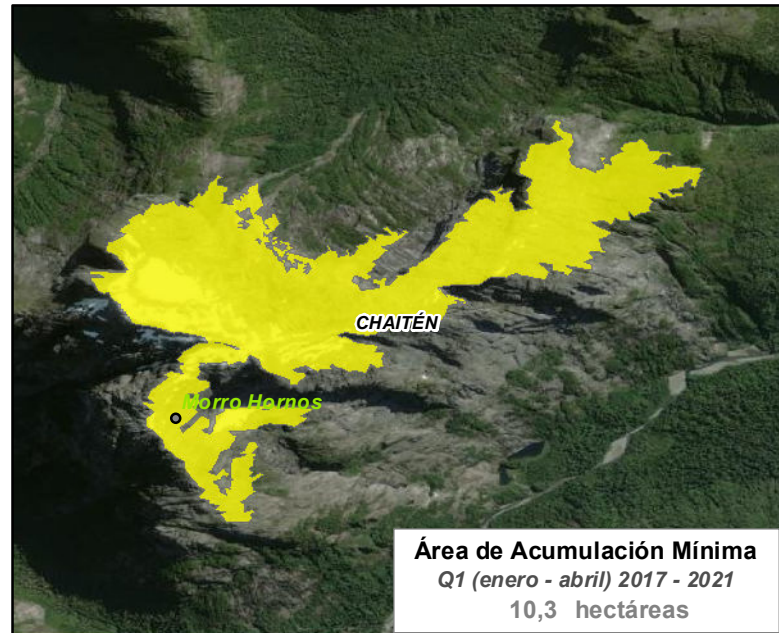 CHAITÉN
Morro Hornos
Área de Acumulación Mínima
Q1 (enero - abril) 2017 - 2021
10,3 hectáreas